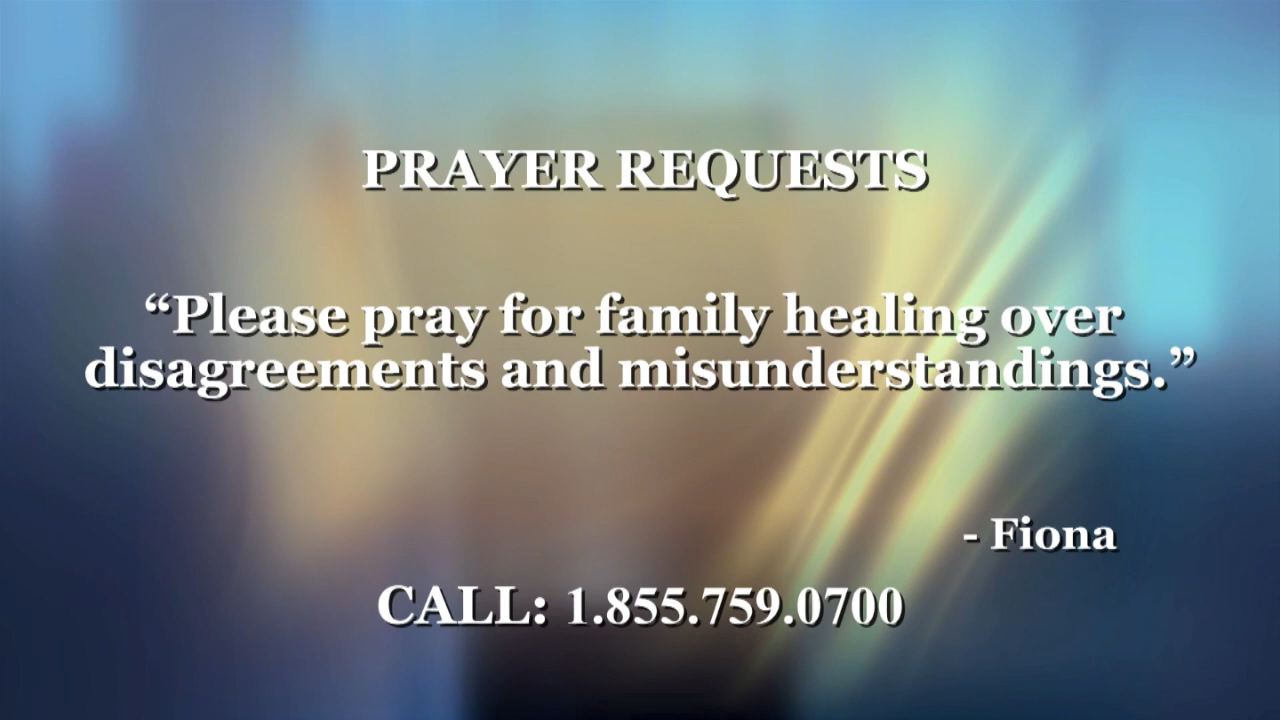 PRAYER REQUESTS
“Please pray for family healing over
disagreements and misunderstandings.”
- Fiona
CALL: 1.855.759.0700